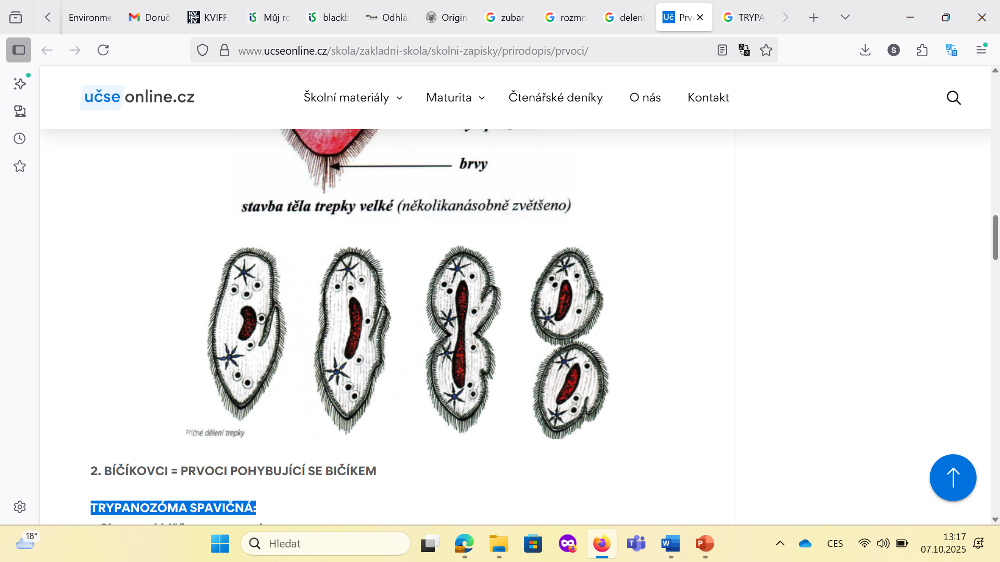 Environme
Doruč
KVIFF.
Můj ro
blackb
Odhlá
Origin
zubar
rozmn
delení
Prv
TRYPA
www.ucseonline.cz/skola/zakladni-skola/skolni-zapisky/prirodopis/prvoci/
S
učse online.cz
Školní materiály
Maturita
Čtenářské deníky
O nás
Kontakt
brvy
stavba těla trepky velké (několikanásobně zvětšeno)
Příčné dělení trepky
2. BÍČÍKOVCI = PRVOCI POHYBUJÍCÍ SE BIČÍKEM
TRYPANOZÓMA SPAVIČNÁ:
18°
Hledat
CES
13:17
07.10.2025